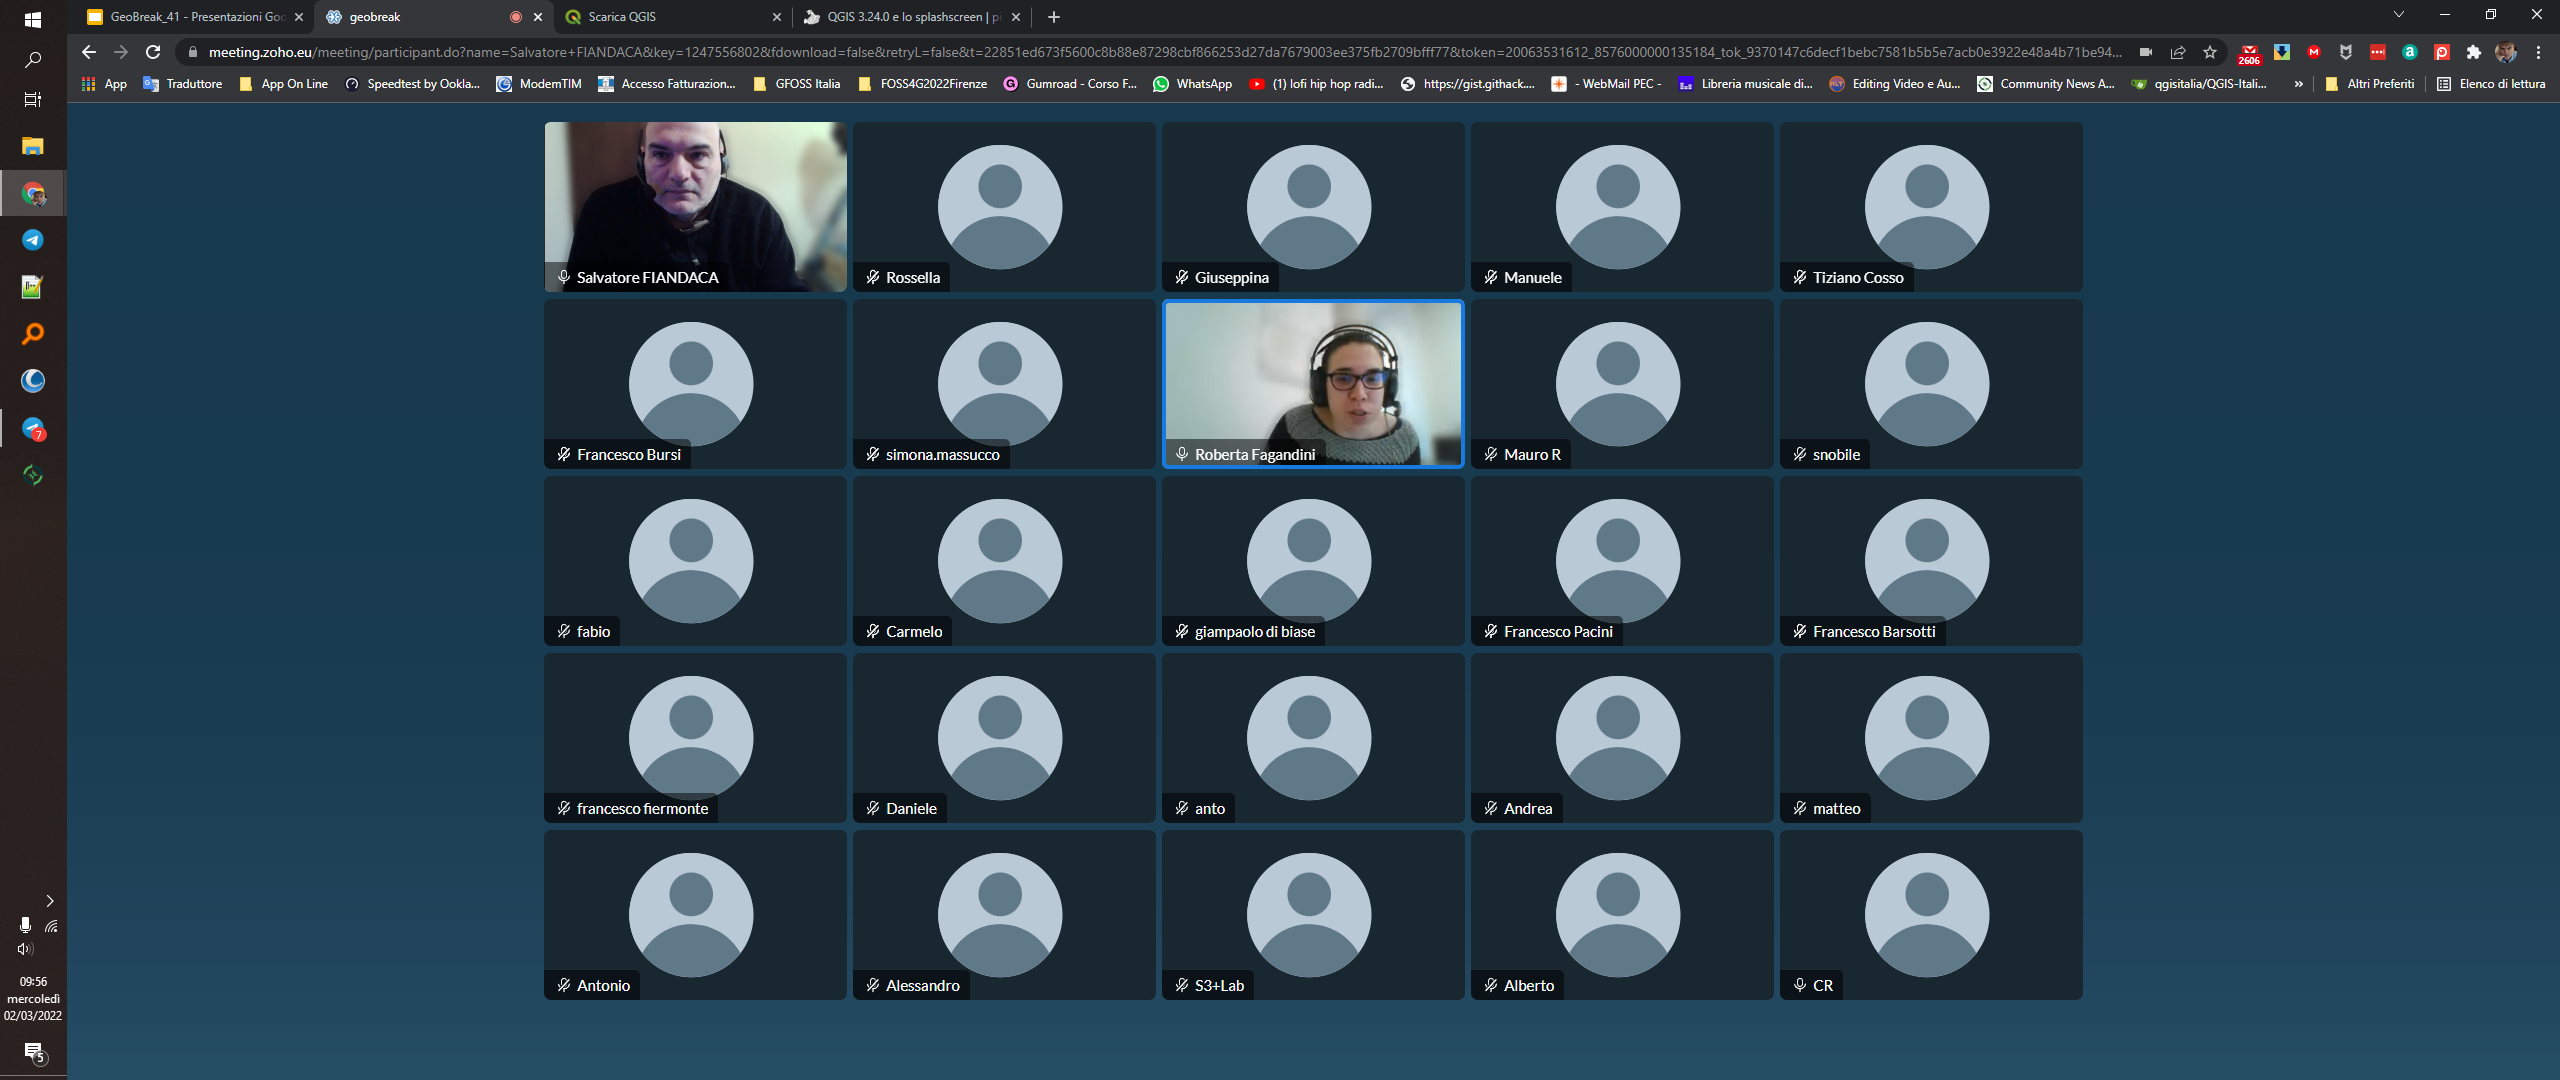 GeoBreak_41 - Presentazioni Goo
geobreak
Scarica QGIS
QGIS 3.24.0 e lo splashscreen | pi
meeting.zoho.eu/meeting/participant.do?name=Salvatore+FIANDACA&key=1247556802&fdownload=false&retryL=false&t=22851ed673f5600c8b88e87298cbf866253d27da7679003ee375fb2709bfff77&token=20063531612_8576000000135184_tok_9370147c6decf1bebc7581b5b5e7acb0e3922e48a4b71be94...
2606
App
Traduttore
App On Line
Speedtest by Ookla...
ModemTIM
Accesso Fatturazion...
GFOSS Italia
FOSS4G2022Firenze
Gumroad - Corso F...
WhatsApp
(1) lofi hip hop radi...
https://gist.githack....
- WebMail PEC -
Libreria musicale di...
Editing Video e Au...
Community News A...
qgisitalia/QGIS-Itali...
»
Altri Preferiti
Elenco di lettura
Salvatore FIANDACA
Rossella
Giuseppina
Manuele
Tiziano Cosso
Francesco Bursi
simona.massucco
Roberta Fagandini
Mauro R
snobile
fabio
Carmelo
giampaolo di biase
Francesco Pacini
Francesco Barsotti
francesco fiermonte
Daniele
anto
Andrea
matteo
Antonio
Alessandro
S3+Lab
Alberto
CR
7
09:56
mercoledì
02/03/2022
5